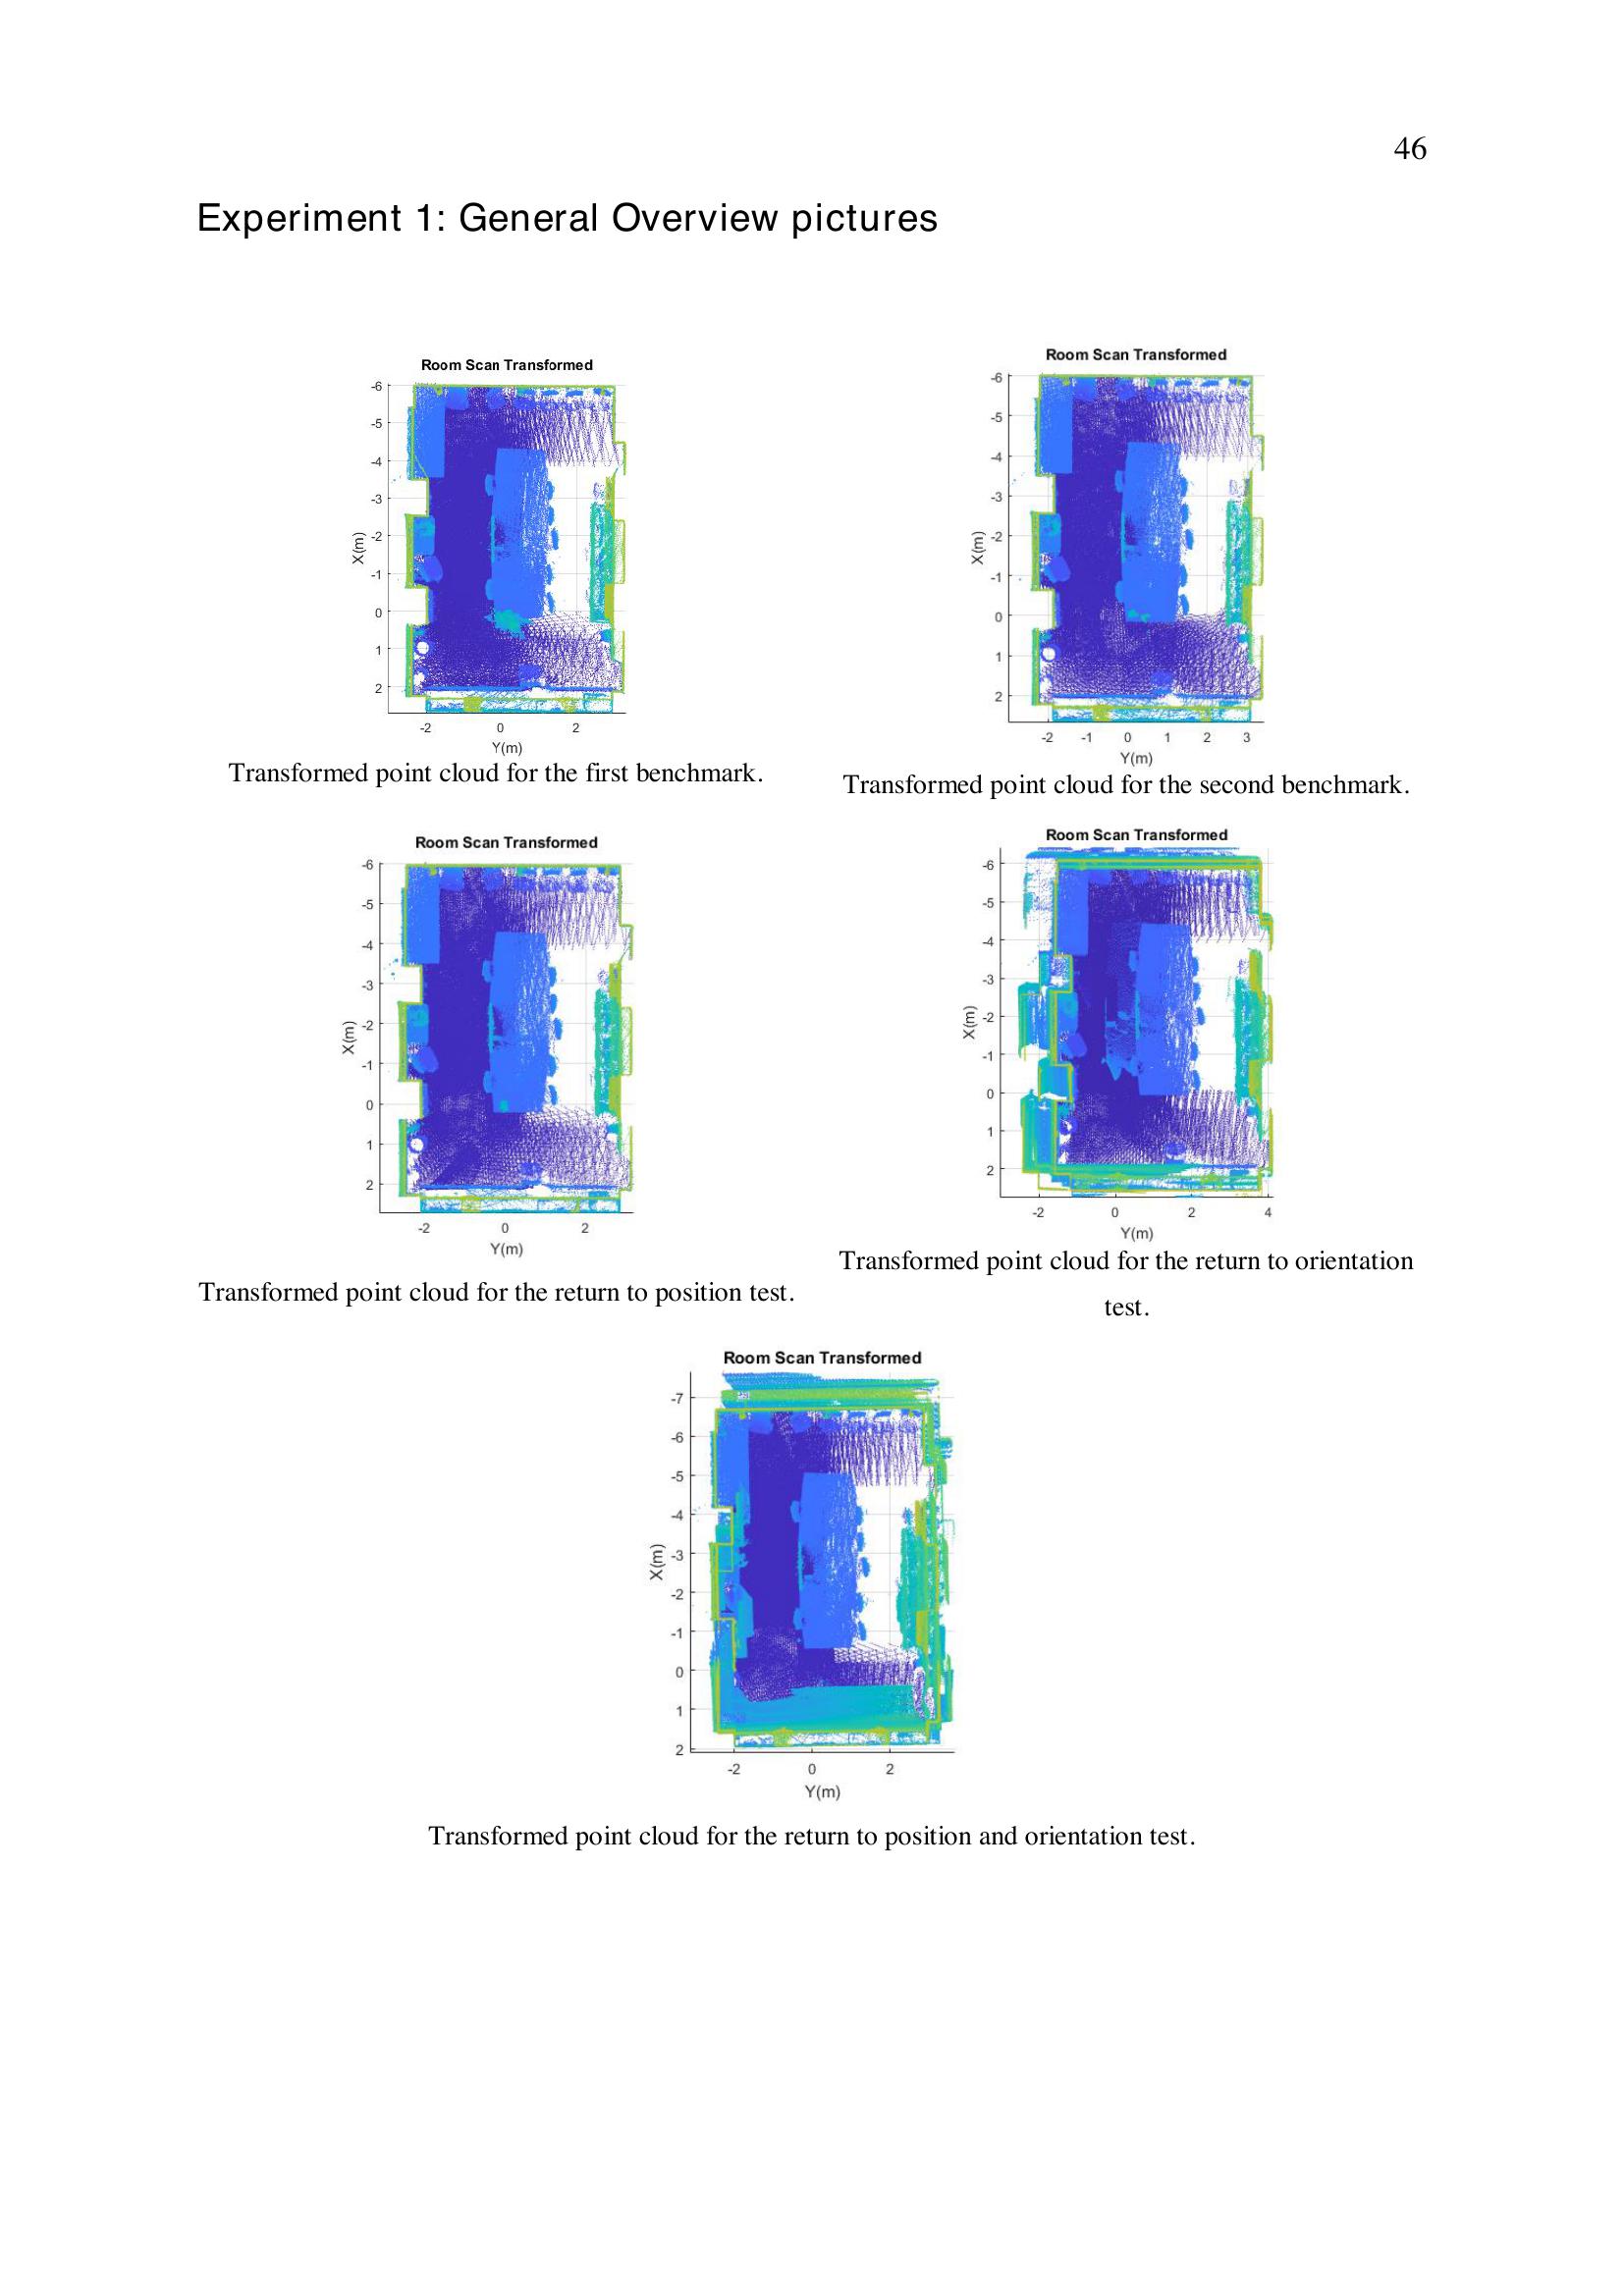 46
Experiment 1: General Overview pictures
Room Scan Transformed
-6
-5
-4
-3
-2
-1
0
1
2
X(m)
-2 0 2
Y(m)
Transformed point cloud for the first benchmark.
Room Scan Transformed
-6
-5
-4
-3
-2
-1
0
1
2
X(m)
-2 -1 0 1 2 3
Y(m)
Transformed point cloud for the second benchmark.
Room Scan Transformed
-6
-5
-4
-3
-2
-1
0
1
2
X(m)
-2 0 2
Y(m)
Transformed point cloud for the return to position test.
Room Scan Transformed
-6
-5
-4
-3
-2
-1
0
1
2
X(m)
-2 0 2 4
Y(m)
Transformed point cloud for the return to orientation
test.
Room Scan Transformed
-7
-6
-5
-4
-3
-2
-1
0
1
2
X(m)
-2 0 2
Y(m)
Transformed point cloud for the return to position and orientation test.